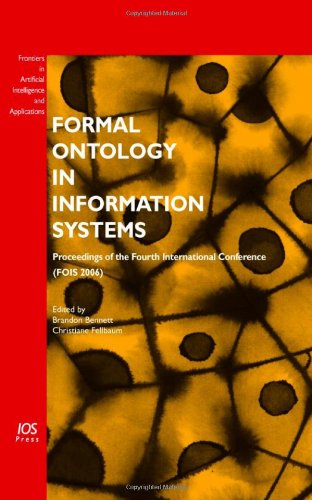 Frontiers in
Artificial
Intelligence and
Applications
FORMAL
ONTOLOGY
IN
INFORMATION
SYSTEMS
Proceedings of the Fourth International Conference
(FOIS 2006)
Edited by
Brandon Bennett
Christiane Fellbaum
IOS
Press